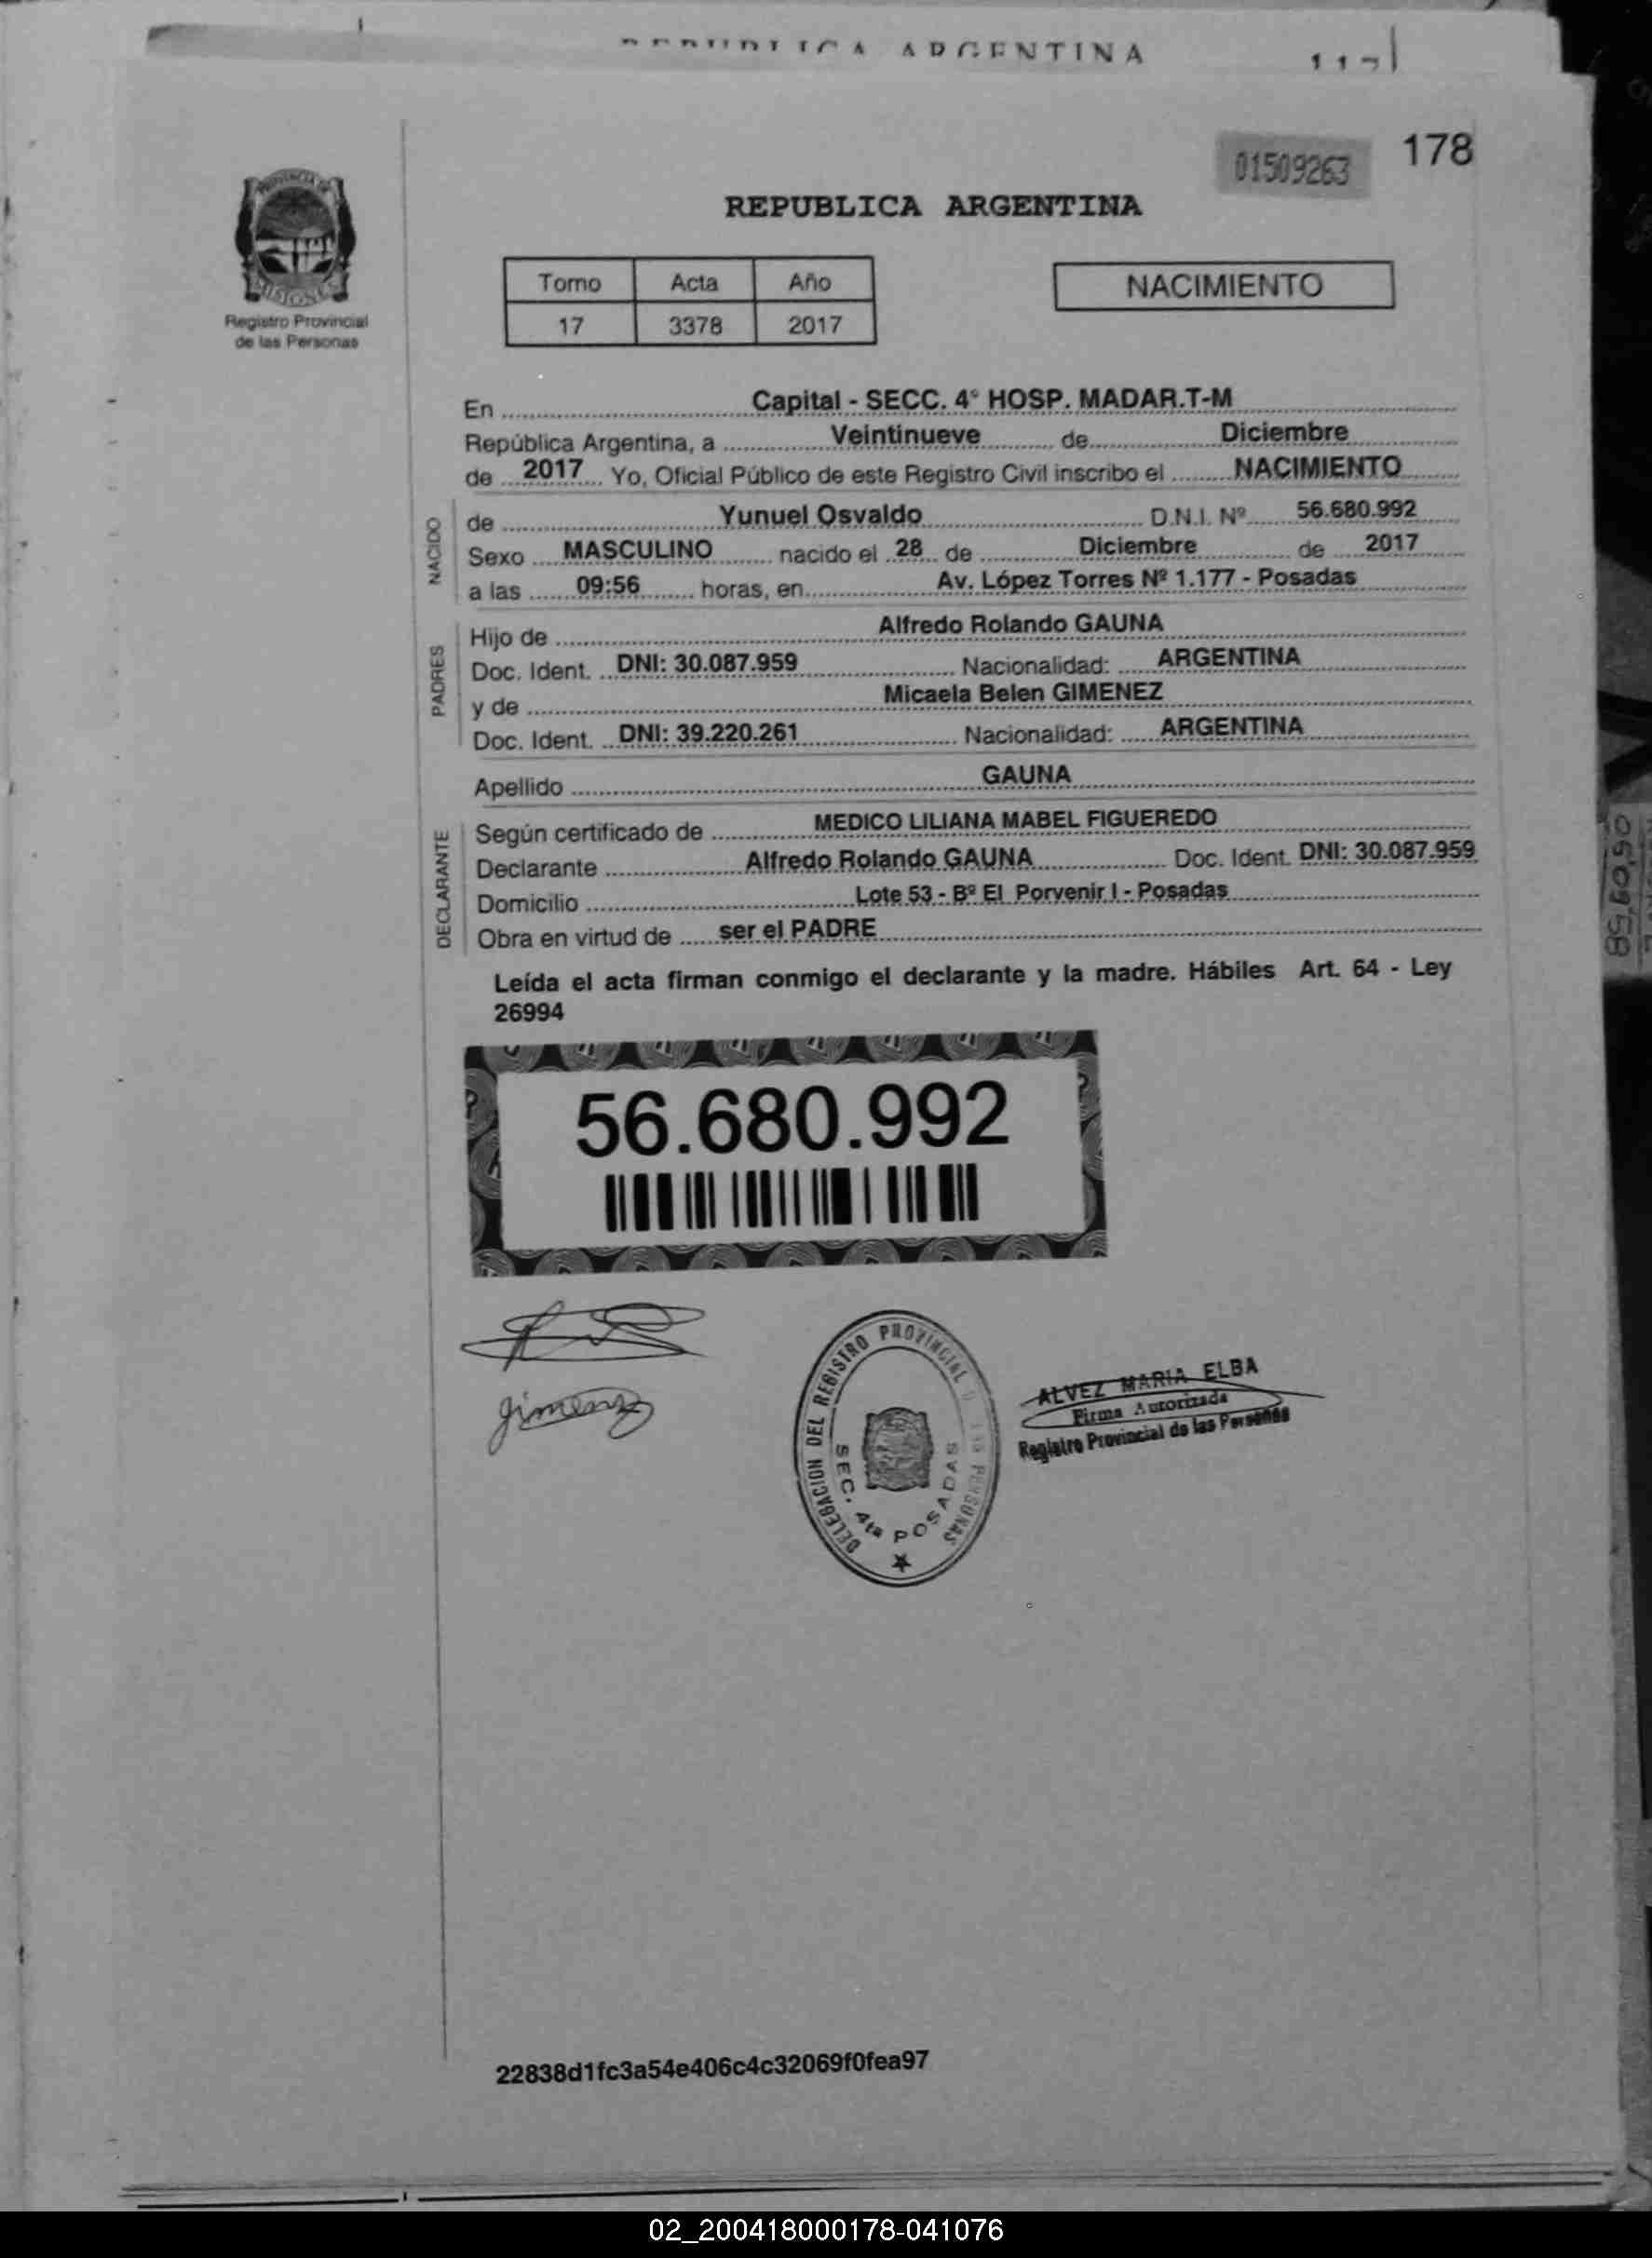 REPUBLICA ARGENTINA
01509263
178
REPUBLICA ARGENTINA
PROVINCIA DE
MISIONES
Registro Provincial
de las Personas
Tomo Acta Año
17 3378 2017
NACIMIENTO
En Capital - SECC. 4° HOSP. MADAR.T-M
República Argentina, a Veintinueve de Diciembre
de 2017 Yo, Oficial Público de este Registro Civil inscribo el NACIMIENTO
NACIDO
de Yunuel Osvaldo D.N.I. Nº 56.680.992
Sexo MASCULINO nacido el 28 de Diciembre de 2017
a las 09:56 horas, en Av. López Torres Nº 1.177 - Posadas
PADRES
Hijo de Alfredo Rolando GAUNA
Doc. Ident. DNI: 30.087.959 Nacionalidad: ARGENTINA
y de Micaela Belen GIMENEZ
Doc. Ident. DNI: 39.220.261 Nacionalidad: ARGENTINA
Apellido GAUNA
DECLARANTE
Según certificado de MEDICO LILIANA MABEL FIGUEREDO
Declarante Alfredo Rolando GAUNA Doc. Ident. DNI: 30.087.959
Domicilio Lote 53 - Bº El Porvenir I - Posadas
Obra en virtud de ser el PADRE
Leída el acta firman conmigo el declarante y la madre. Hábiles Art. 64 - Ley
26994
56.680.992
DELEGACION DEL REGISTRO PROVINCIAL PERSONAS
SEC. 4ta POSADAS
ALVEZ MARIA ELBA
Firma Autorizada
Registro Provincial de las Personas
22838d1fc3a54e406c4c32069f0fea97
02_200418000178-041076